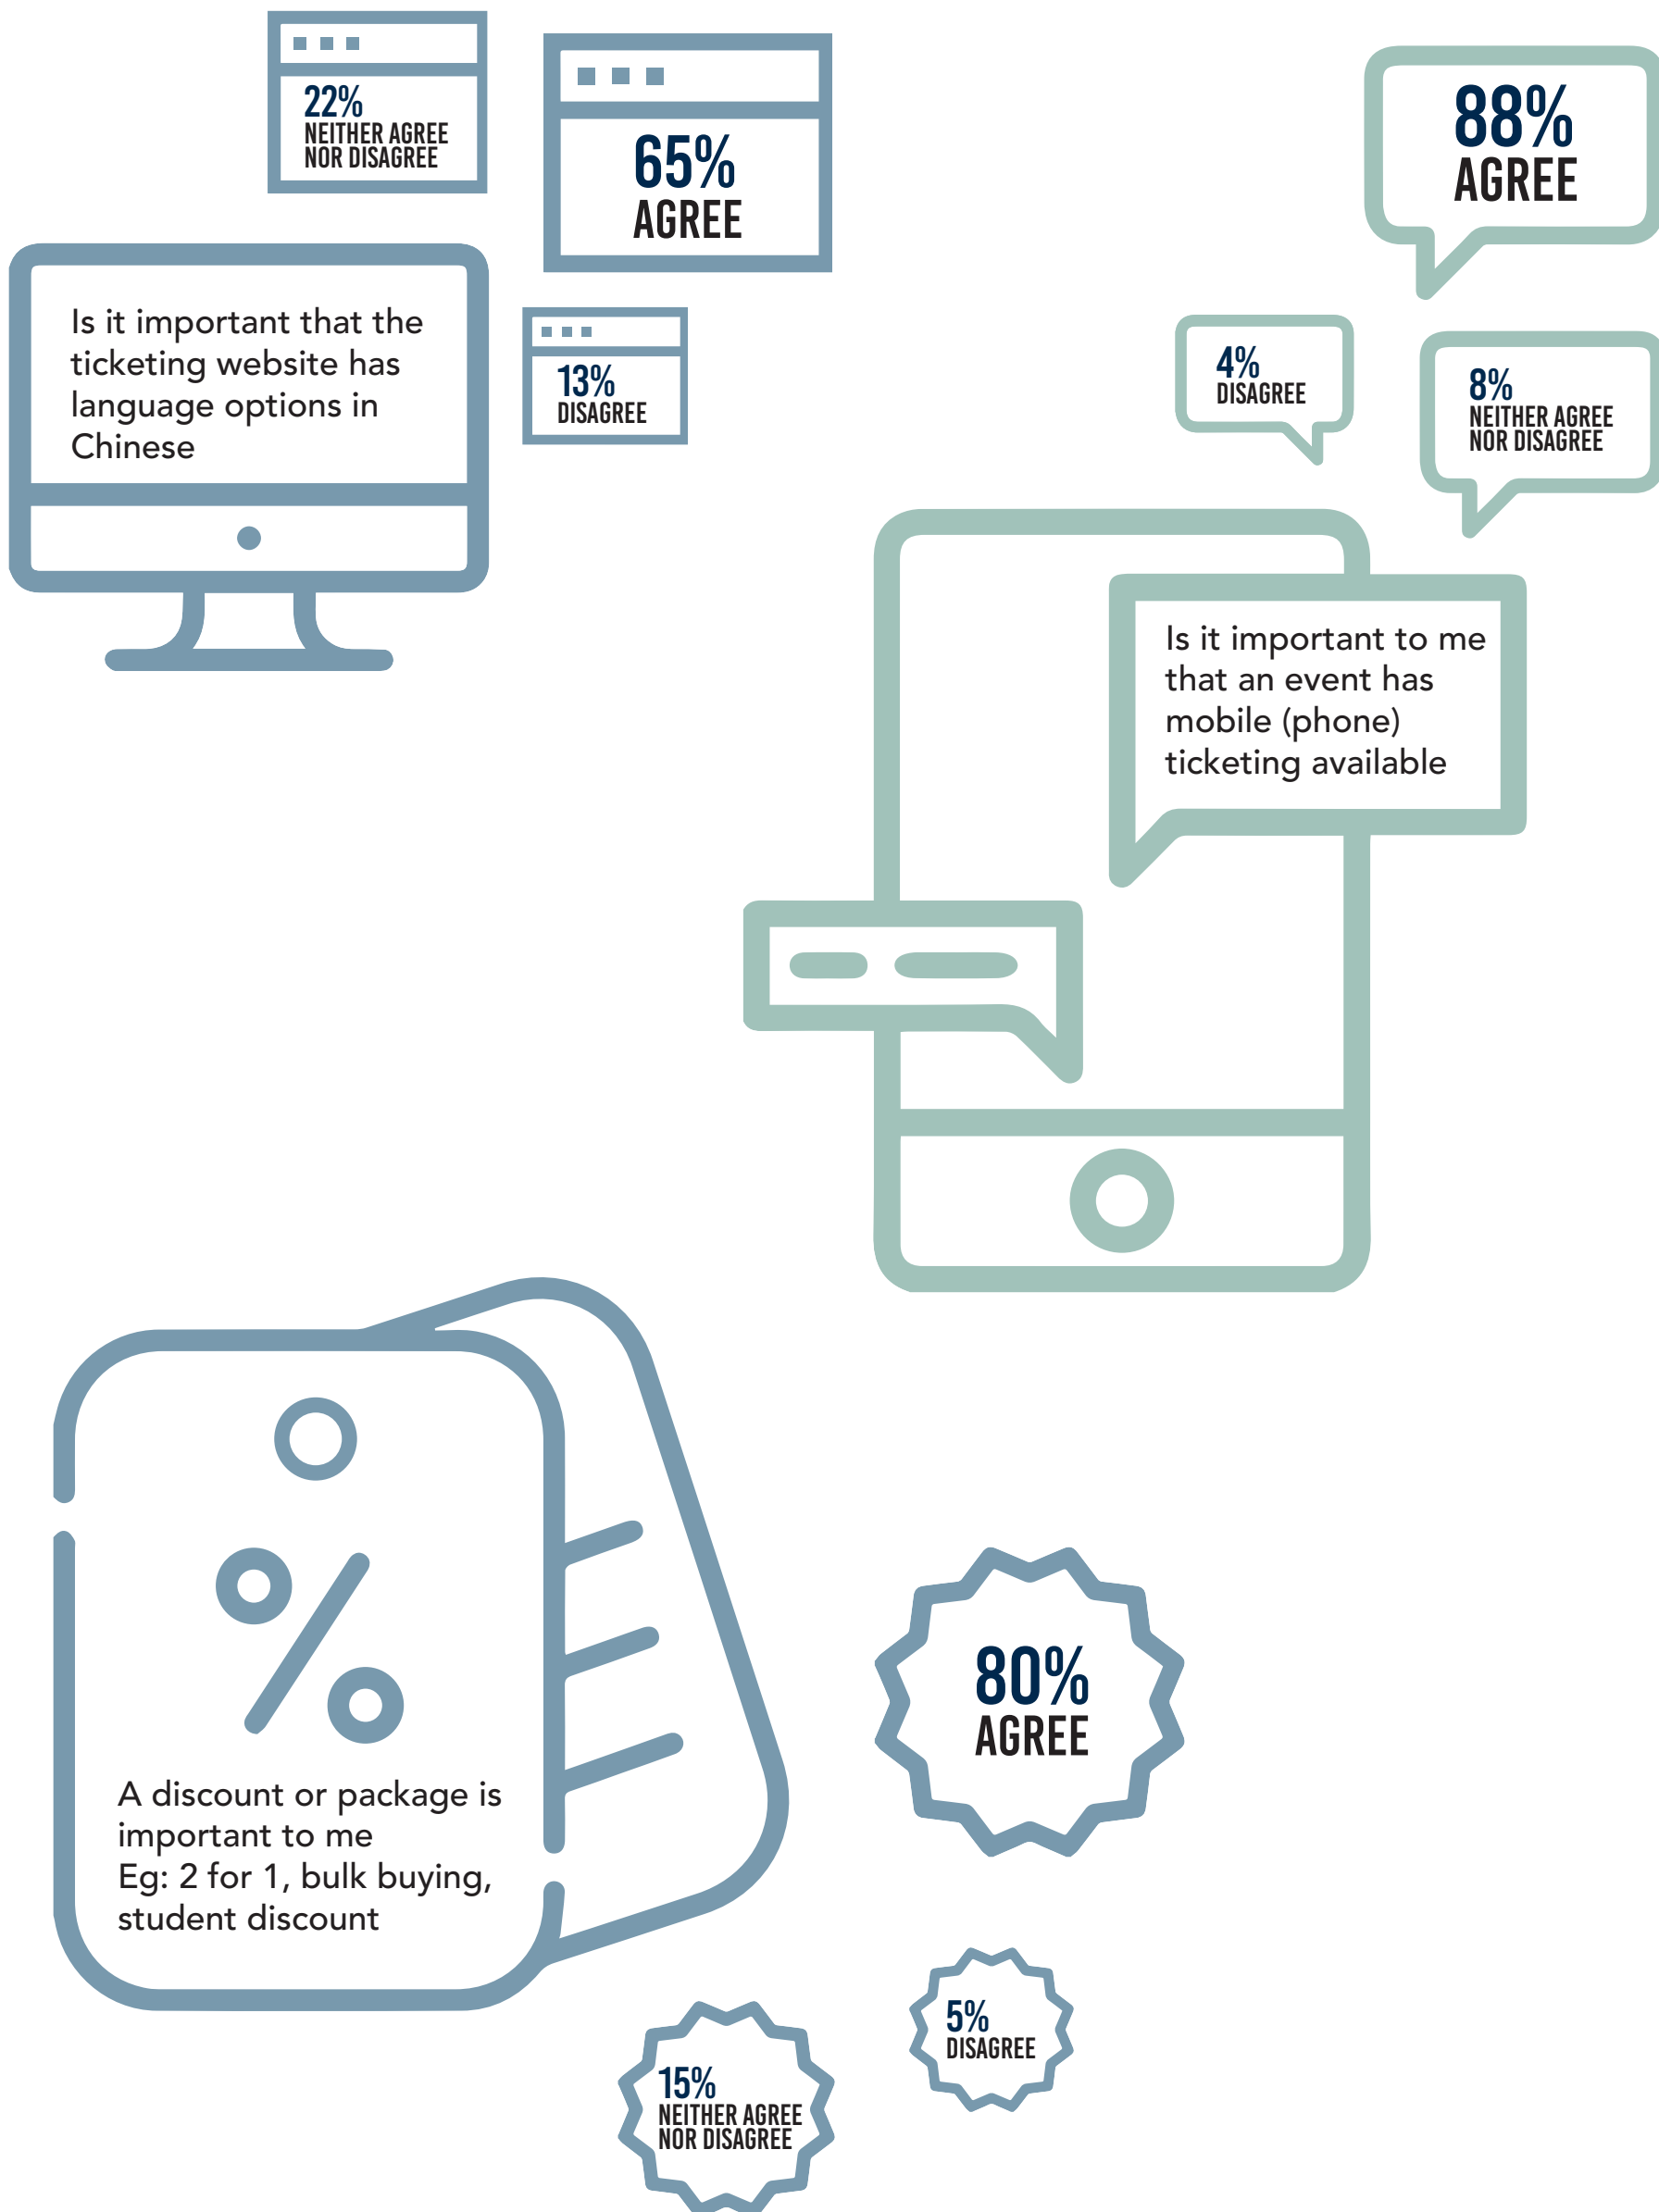 22%
NEITHER AGREE
NOR DISAGREE
65%
AGREE
Is it important that the
ticketing website has
language options in
Chinese
13%
DISAGREE
88%
AGREE
4%
DISAGREE
8%
NEITHER AGREE
NOR DISAGREE
Is it important to me
that an event has
mobile (phone)
ticketing available
%
A discount or package is
important to me
Eg: 2 for 1, bulk buying,
student discount
80%
AGREE
5%
DISAGREE
15%
NEITHER AGREE
NOR DISAGREE